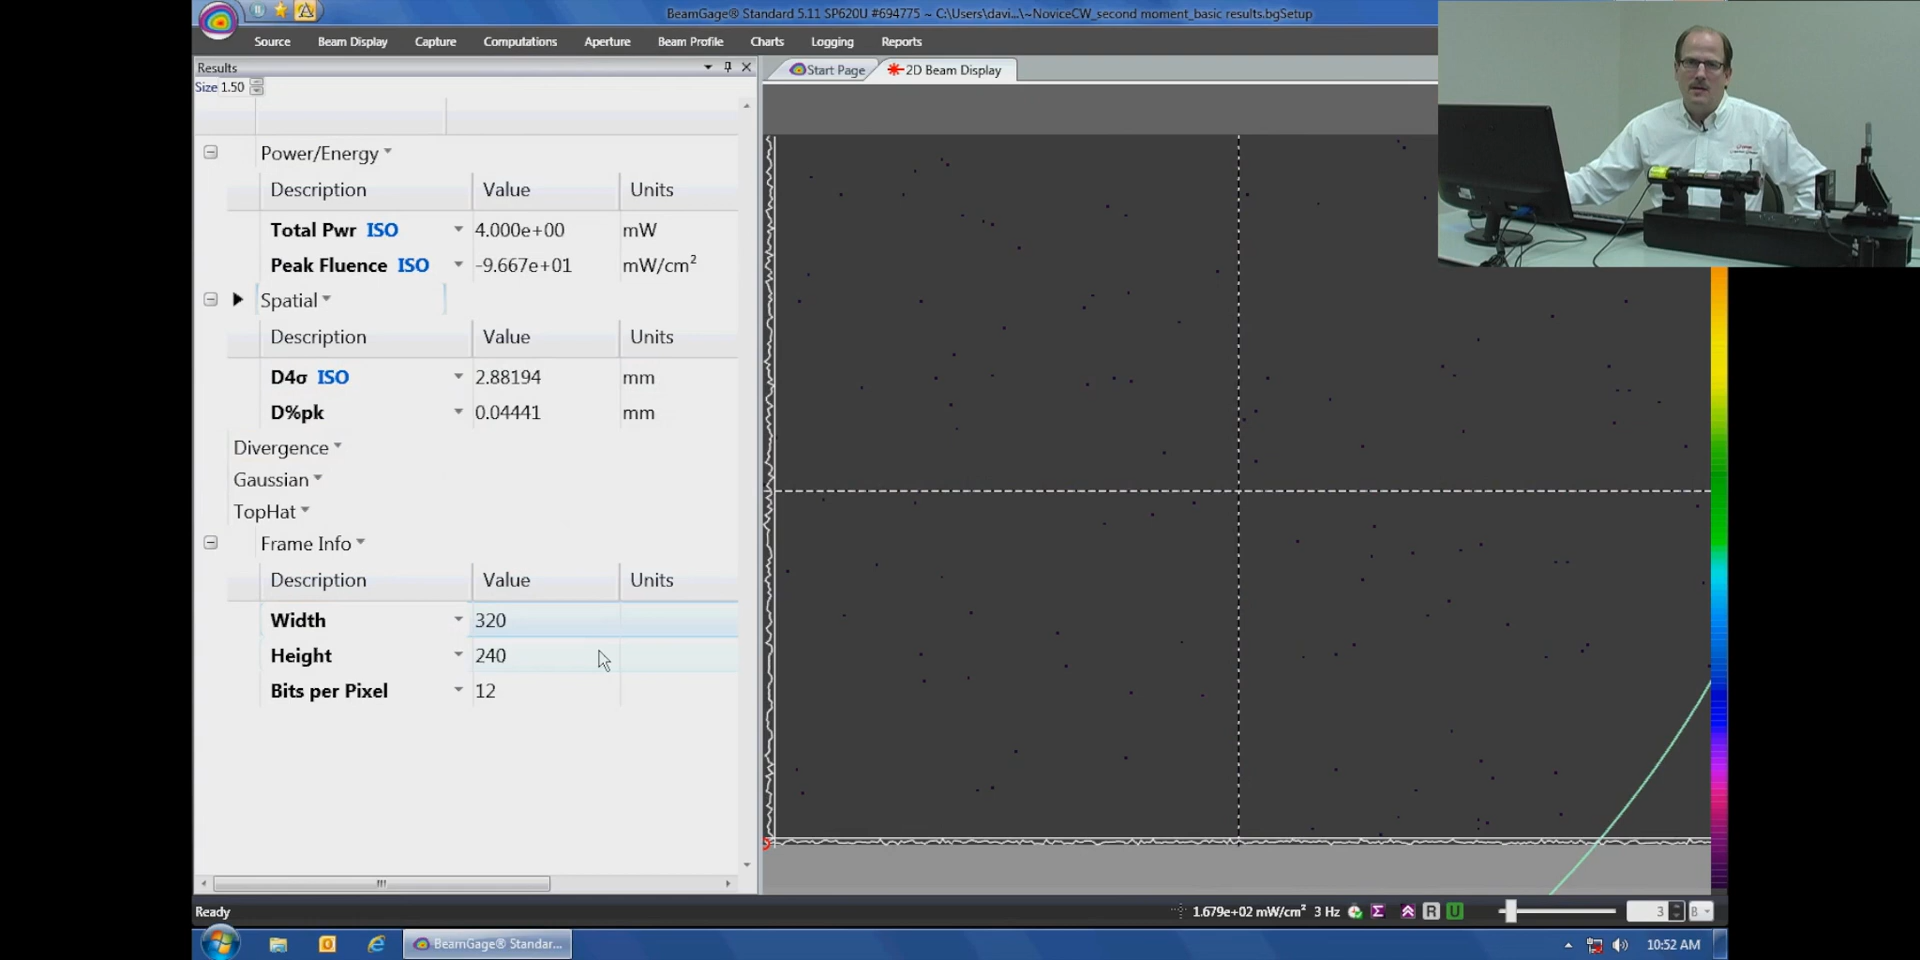 BeamGage® Standard 5.11 SP620U #694775 ~ C:\Users\davi...\~NoviceCW_second moment_basic results.bgSetup
Source Beam Display Capture Computations Aperture Beam Profile Charts Logging Reports
Results
Size 1.50
Start Page 2D Beam Display
Power/Energy
Description Value Units
Total Pwr ISO 4.000e+00 mW
Peak Fluence ISO -9.667e+01 mW/cm²
Spatial
Description Value Units
D4σ ISO 2.88194 mm
D%pk 0.04441 mm
Divergence
Gaussian
TopHat
Frame Info
Description Value Units
Width 320
Height 240
Bits per Pixel 12
Ready 1.679e+02 mW/cm² 3 Hz Σ R U 3 B
BeamGage® Standar... 10:52 AM